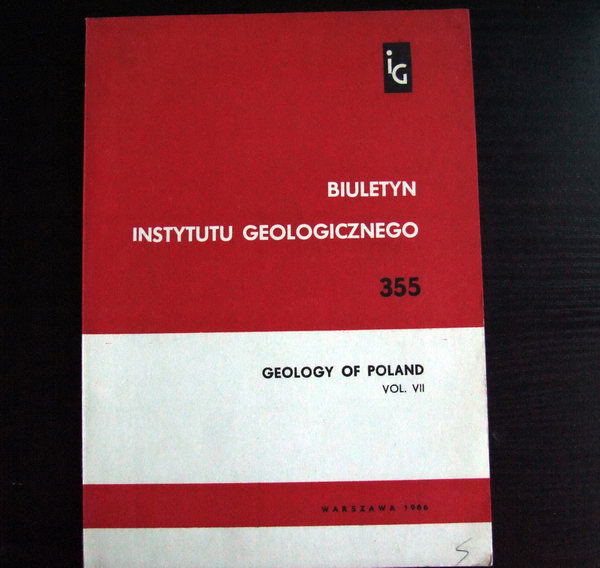 iG
BIULETYN
INSTYTUTU GEOLOGICZNEGO
355
GEOLOGY OF POLAND
VOL. VII
WARSZAWA 1986
S